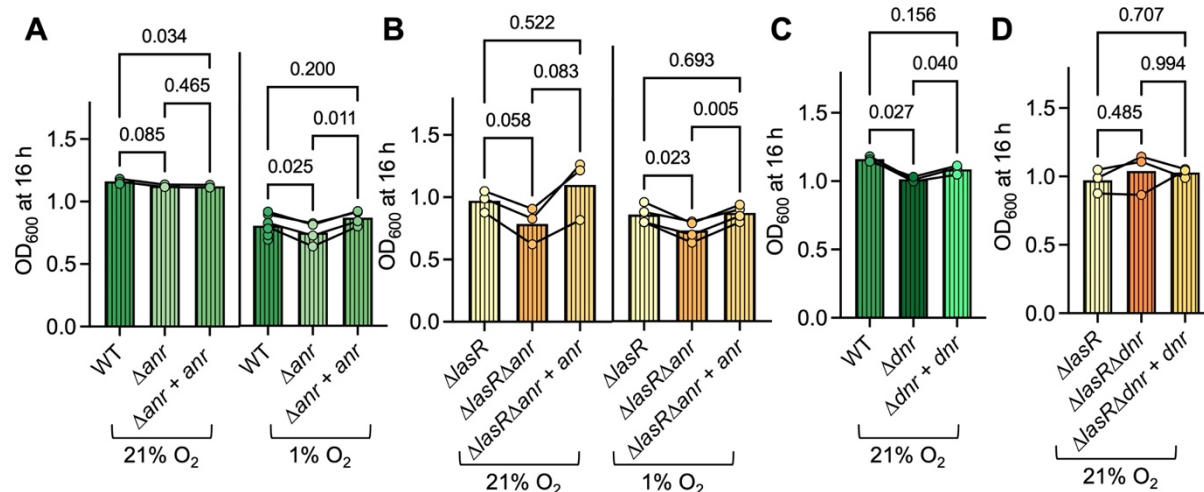 A
0.034
0.465
0.085
0.200
0.011
0.025
OD600 at 16 h
1.5
1.0
0.5
0.0
WT
Δanr
Δanr + anr
21% O2
WT
Δanr
Δanr + anr
1% O2
B
0.522
0.083
0.058
0.693
0.005
0.023
OD600 at 16 h
1.5
1.0
0.5
0.0
ΔlasR
ΔlasRΔanr
ΔlasRΔanr + anr
21% O2
ΔlasR
ΔlasRΔanr
ΔlasRΔanr + anr
1% O2
C
0.156
0.040
0.027
OD600 at 16 h
1.5
1.0
0.5
0.0
WT
Δdnr
Δdnr + dnr
21% O2
D
0.707
0.994
0.485
OD600 at 16 h
1.5
1.0
0.5
0.0
ΔlasR
ΔlasRΔdnr
ΔlasRΔdnr + dnr
21% O2